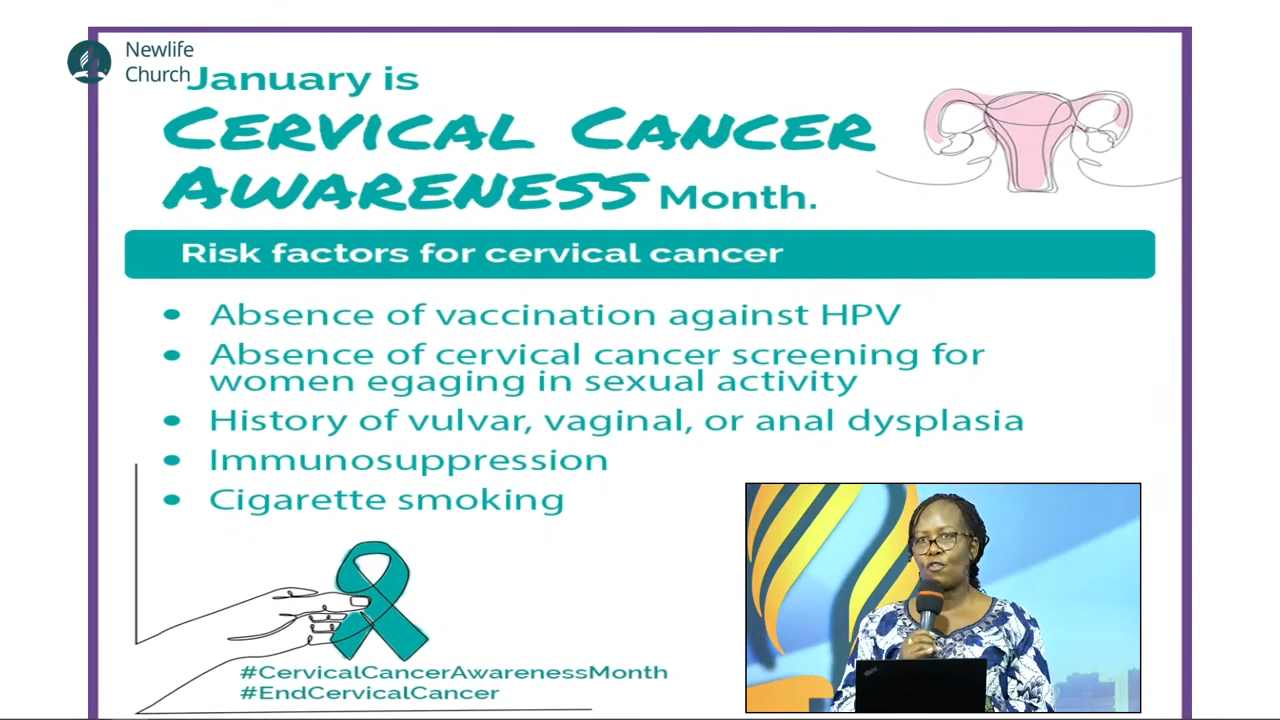 Newlife
Church
January is
CERVICAL CANCER
AWARENESS Month.
Risk factors for cervical cancer
• Absence of vaccination against HPV
• Absence of cervical cancer screening for
women egaging in sexual activity
• History of vulvar, vaginal, or anal dysplasia
• Immunosuppression
• Cigarette smoking
#CervicalCancerAwarenessMonth
#EndCervicalCancer